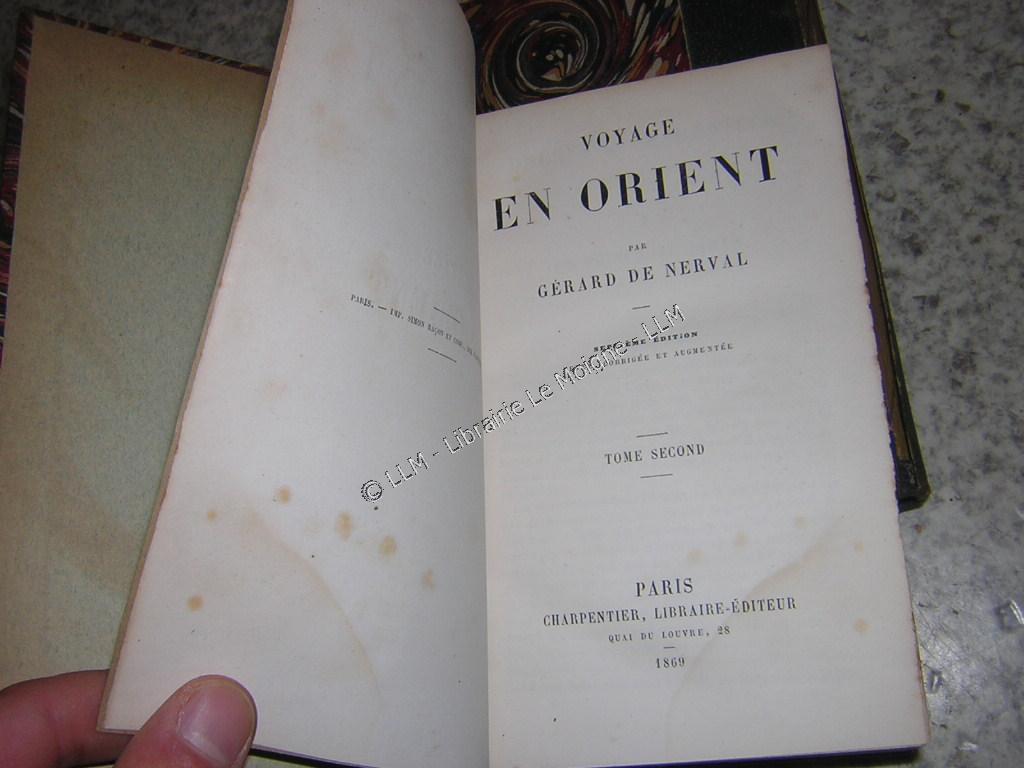 PARIS. — IMP. SIMON RAÇON ET COMP.,
VOYAGE
EN ORIENT
PAR
GÉRARD DE NERVAL
SEPTIÈME ÉDITION
CORRIGÉE ET AUGMENTÉE
TOME SECOND
PARIS
CHARPENTIER, LIBRAIRE-ÉDITEUR
QUAI DU LOUVRE, 28
1869
© LLM - Librairie Le Moigne - LLM